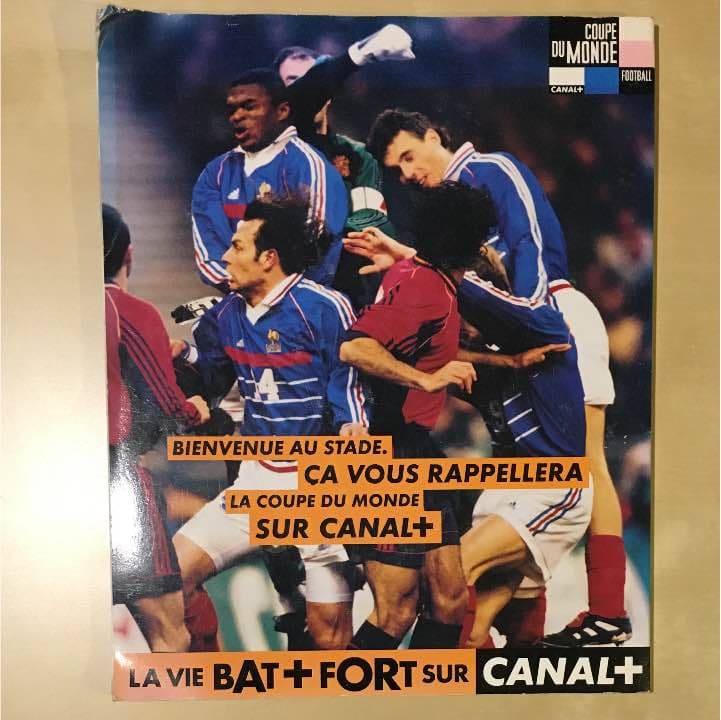 COUPE
DU MONDE
CANAL+
FOOTBALL
14
BIENVENUE AU STADE.
ÇA VOUS RAPPELLERA
LA COUPE DU MONDE
SUR CANAL+
LA VIE BAT+FORT SUR CANAL+